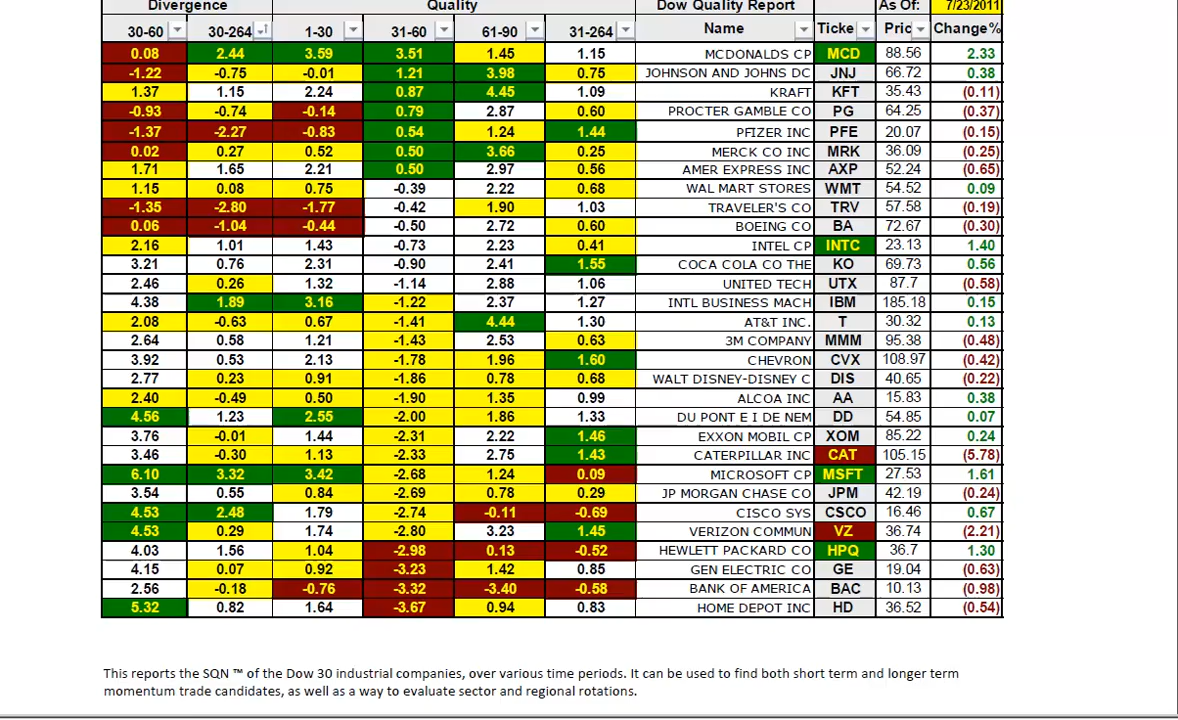 Divergence Quality Dow Quality Report As Of: 7/23/2011
30-60 30-264 1-30 31-60 61-90 31-264 Name Ticke Pric Change%
0.08 2.44 3.59 3.51 1.45 1.15 MCDONALDS CP MCD 88.56 2.33
-1.22 -0.75 -0.01 1.21 3.98 0.75 JOHNSON AND JOHNS DC JNJ 66.72 0.38
1.37 1.15 2.24 0.87 4.45 1.09 KRAFT KFT 35.43 (0.11)
-0.93 -0.74 -0.14 0.79 2.87 0.60 PROCTER GAMBLE CO PG 64.25 (0.37)
-1.37 -2.27 -0.83 0.54 1.24 1.44 PFIZER INC PFE 20.07 (0.15)
0.02 0.27 0.52 0.50 3.66 0.25 MERCK CO INC MRK 36.09 (0.25)
1.71 1.65 2.21 0.50 2.97 0.56 AMER EXPRESS INC AXP 52.24 (0.65)
1.15 0.08 0.75 -0.39 2.22 0.68 WAL MART STORES WMT 54.52 0.09
-1.35 -2.80 -1.77 -0.42 1.90 1.03 TRAVELER'S CO TRV 57.58 (0.19)
0.06 -1.04 -0.44 -0.50 2.72 0.60 BOEING CO BA 72.67 (0.30)
2.16 1.01 1.43 -0.73 2.23 0.41 INTEL CP INTC 23.13 1.40
3.21 0.76 2.31 -0.90 2.41 1.55 COCA COLA CO THE KO 69.73 0.56
2.46 0.26 1.32 -1.14 2.88 1.06 UNITED TECH UTX 87.7 (0.58)
4.38 1.89 3.16 -1.22 2.37 1.27 INTL BUSINESS MACH IBM 185.18 0.15
2.08 -0.63 0.67 -1.41 4.44 1.30 AT&T INC. T 30.32 0.13
2.64 0.58 1.21 -1.43 2.53 0.63 3M COMPANY MMM 95.38 (0.48)
3.92 0.53 2.13 -1.78 1.96 1.60 CHEVRON CVX 108.97 (0.42)
2.77 0.23 0.91 -1.86 0.78 0.68 WALT DISNEY-DISNEY C DIS 40.65 (0.22)
2.40 -0.49 0.50 -1.90 1.35 0.99 ALCOA INC AA 15.83 0.38
4.56 1.23 2.55 -2.00 1.86 1.33 DU PONT E I DE NEM DD 54.85 0.07
3.76 -0.01 1.44 -2.31 2.22 1.46 EXXON MOBIL CP XOM 85.22 0.24
3.46 -0.30 1.13 -2.33 2.75 1.43 CATERPILLAR INC CAT 105.15 (5.78)
6.10 3.32 3.42 -2.68 1.24 0.09 MICROSOFT CP MSFT 27.53 1.61
3.54 0.55 0.84 -2.69 0.78 0.29 JP MORGAN CHASE CO JPM 42.19 (0.24)
4.53 2.48 1.79 -2.74 -0.11 -0.69 CISCO SYS CSCO 16.46 0.67
4.53 0.29 1.74 -2.80 3.23 1.45 VERIZON COMMUN VZ 36.74 (2.21)
4.03 1.56 1.04 -2.98 0.13 -0.52 HEWLETT PACKARD CO HPQ 36.7 1.30
4.15 0.07 0.92 -3.23 1.42 0.85 GEN ELECTRIC CO GE 19.04 (0.63)
2.56 -0.18 -0.76 -3.32 -3.40 -0.58 BANK OF AMERICA BAC 10.13 (0.98)
5.32 0.82 1.64 -3.67 0.94 0.83 HOME DEPOT INC HD 36.52 (0.54)
This reports the SQN ™ of the Dow 30 industrial companies, over various time periods. It can be used to find both short term and longer term
momentum trade candidates, as well as a way to evaluate sector and regional rotations.